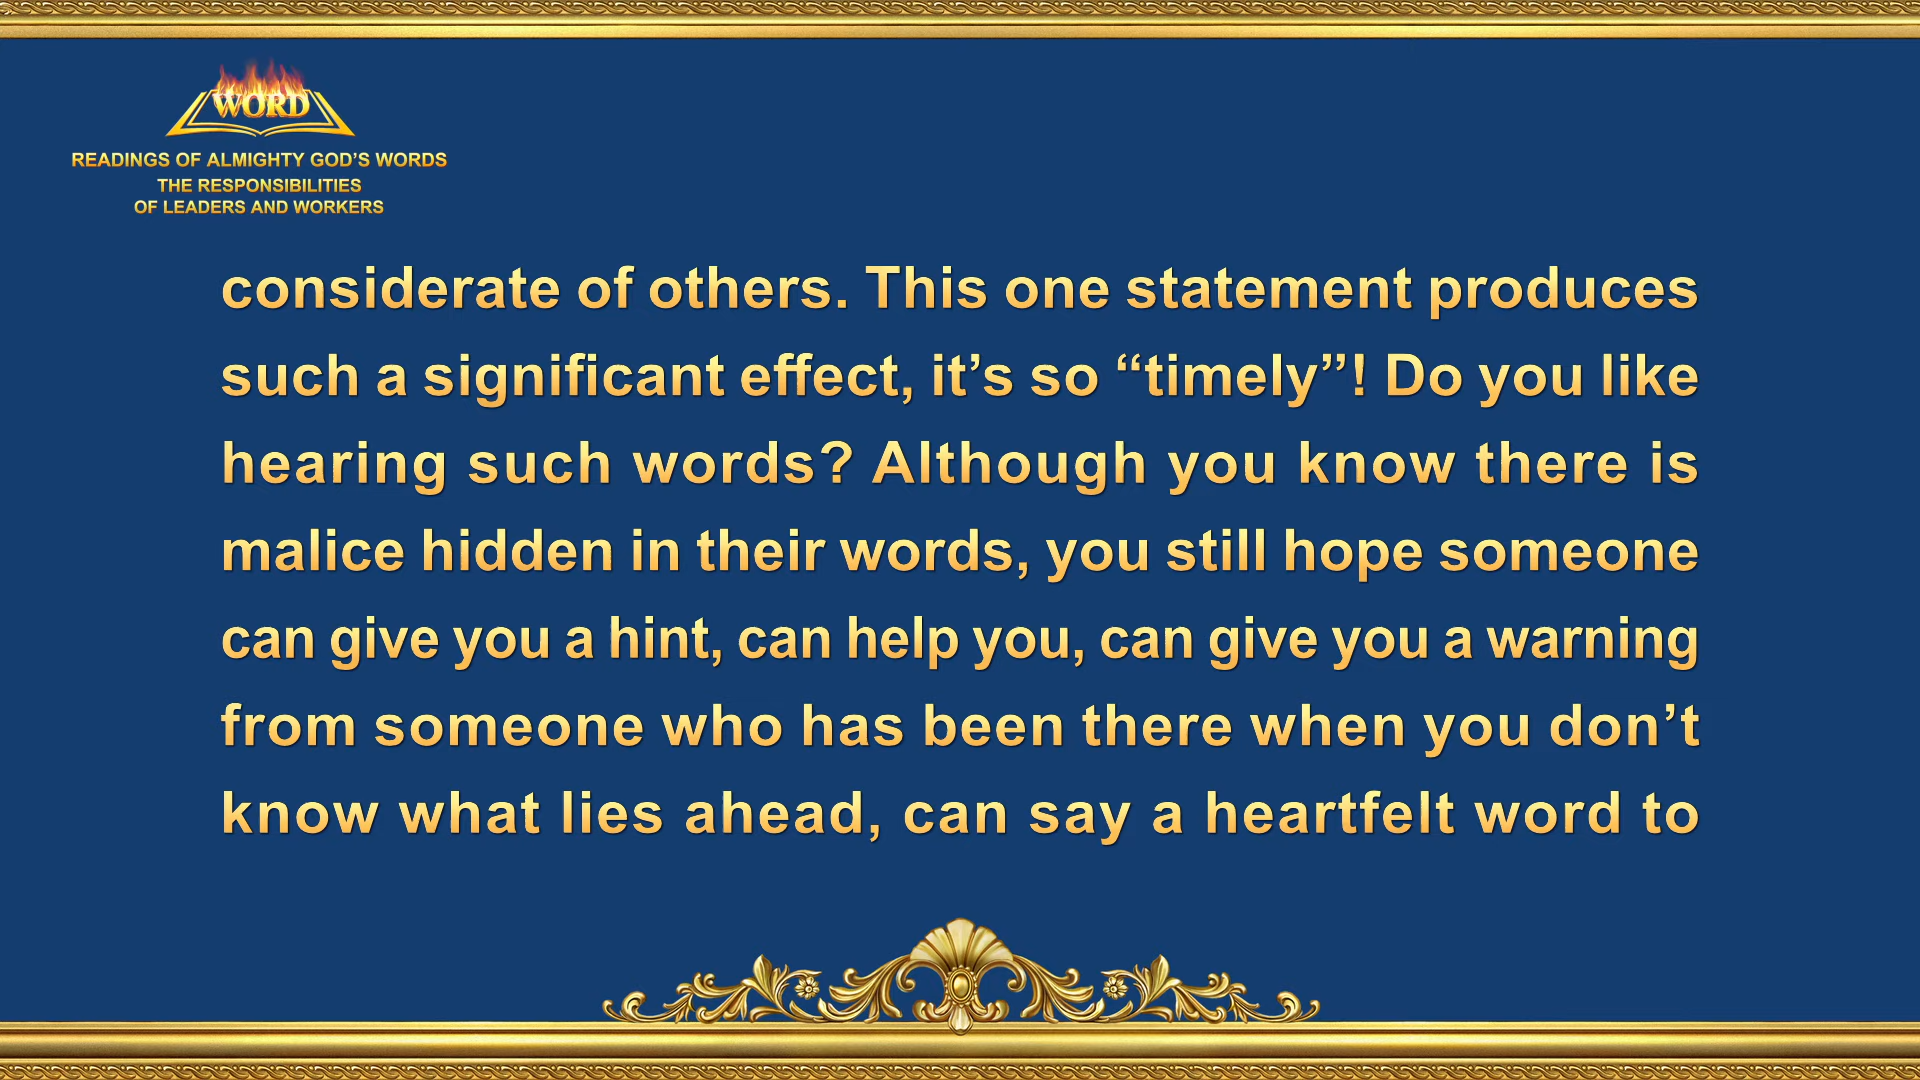 WORD
READINGS OF ALMIGHTY GOD’S WORDS
THE RESPONSIBILITIES
OF LEADERS AND WORKERS
considerate of others. This one statement produces
such a significant effect, it’s so “timely”! Do you like
hearing such words? Although you know there is
malice hidden in their words, you still hope someone
can give you a hint, can help you, can give you a warning
from someone who has been there when you don’t
know what lies ahead, can say a heartfelt word to